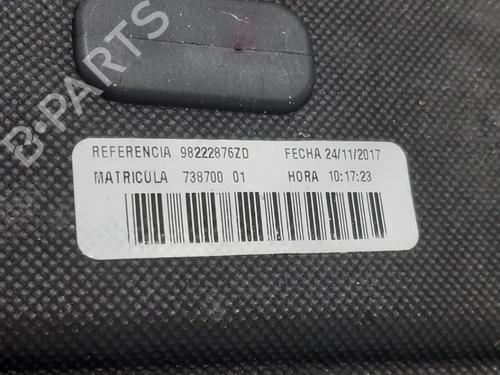 B-PARTS
REFERENCIA 98222876ZD FECHA 24/11/2017
MATRICULA 738700 01 HORA 10:17:23